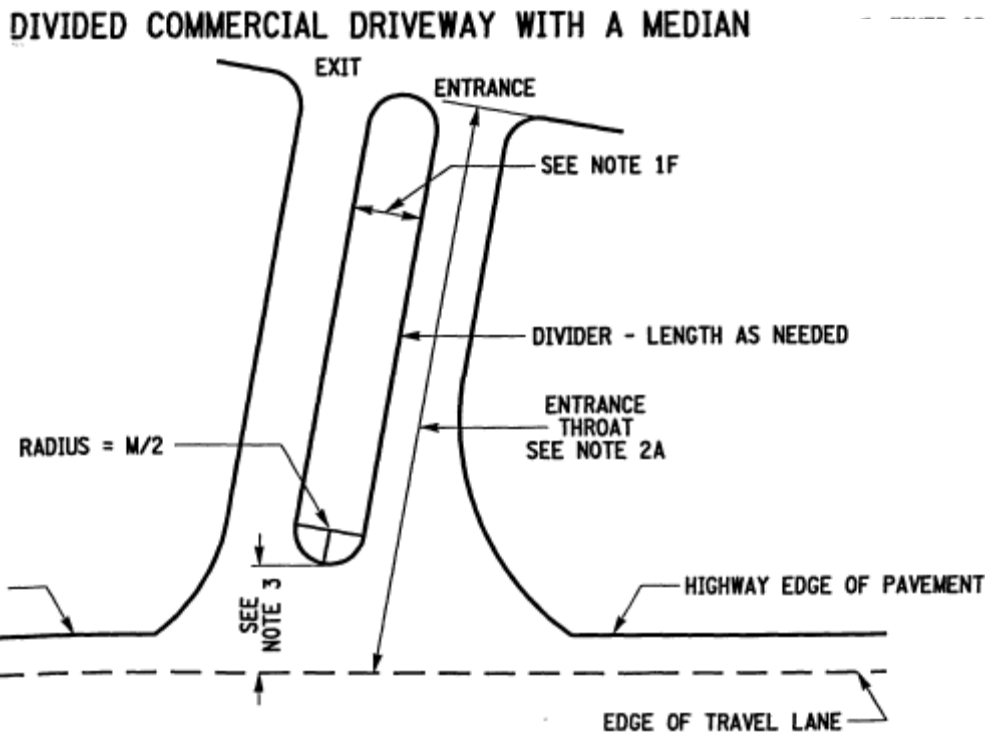 DIVIDED COMMERCIAL DRIVEWAY WITH A MEDIAN
EXIT
ENTRANCE
SEE NOTE 1F
DIVIDER - LENGTH AS NEEDED
ENTRANCE
THROAT
SEE NOTE 2A
RADIUS = M/2
SEE
NOTE 3
HIGHWAY EDGE OF PAVEMENT
EDGE OF TRAVEL LANE